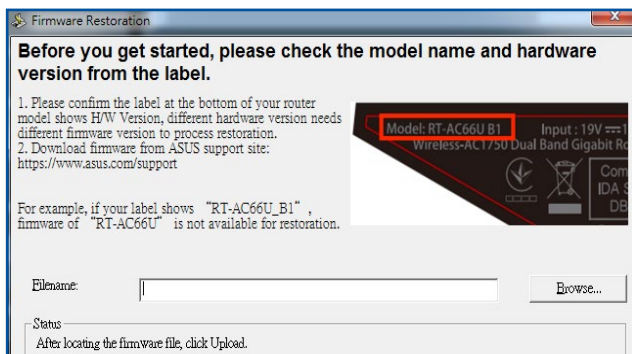 Firmware Restoration
Before you get started, please check the model name and hardware
version from the label.
1. Please confirm the label at the bottom of your router
model shows H/W Version, different hardware version needs
different firmware version to process restoration.
2. Download firmware from ASUS support site:
https://www.asus.com/support
For example, if your label shows “RT-AC66U_B1”,
firmware of “RT-AC66U” is not available for restoration.
Model: RT-AC66U B1
Input : 19V
Wireless-AC1750 Dual Band Gigabit
Filename:
Browse...
Status
After locating the firmware file, click Upload.